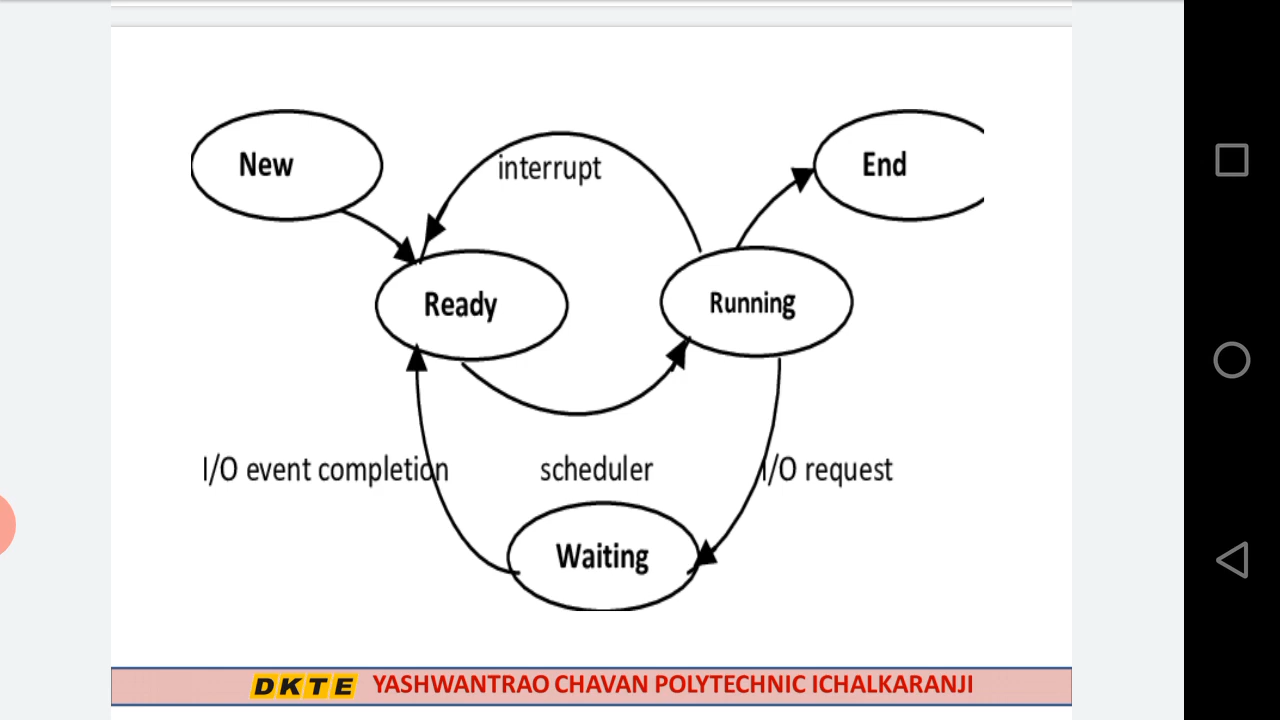 New
interrupt
End
Ready
Running
I/O event completion
scheduler
I/O request
Waiting
DKTE YASHWANTRAO CHAVAN POLYTECHNIC ICHALKARANJI